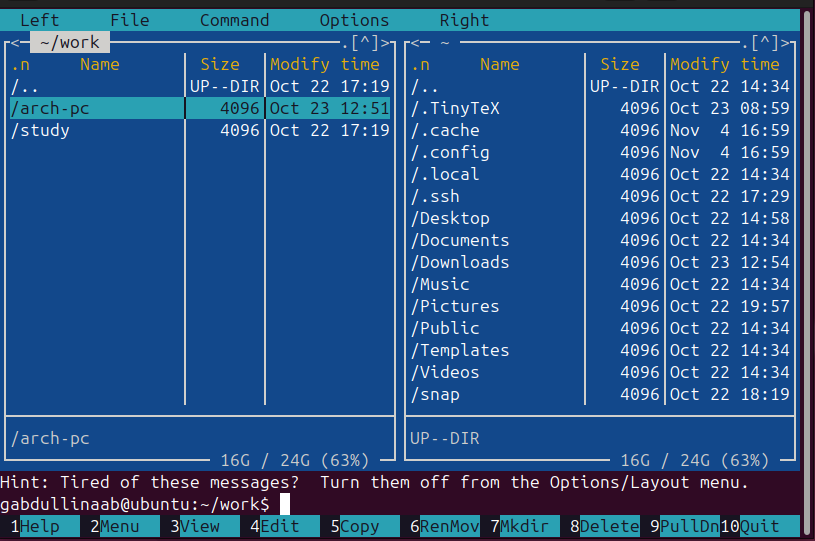 Left File Command Options Right
<- ~/work .[^]> <- ~ .[^]>
.n Name Size Modify time .n Name Size Modify time
/.. UP--DIR Oct 22 17:19 /.. UP--DIR Oct 22 14:34
/arch-pc 4096 Oct 23 12:51 /.TinyTeX 4096 Oct 23 08:59
/study 4096 Oct 22 17:19 /.cache 4096 Nov 4 16:59
/.config 4096 Nov 4 16:59
/.local 4096 Oct 22 14:34
/.ssh 4096 Oct 22 17:29
/Desktop 4096 Oct 22 14:58
/Documents 4096 Oct 22 14:34
/Downloads 4096 Oct 23 12:54
/Music 4096 Oct 22 14:34
/Pictures 4096 Oct 22 19:57
/Public 4096 Oct 22 14:34
/Templates 4096 Oct 22 14:34
/Videos 4096 Oct 22 14:34
/snap 4096 Oct 22 18:19
/arch-pc UP--DIR
16G / 24G (63%) 16G / 24G (63%)
Hint: Tired of these messages? Turn them off from the Options/Layout menu.
gabdullinaab@ubuntu:~/work$
1Help 2Menu 3View 4Edit 5Copy 6RenMov 7Mkdir 8Delete 9PullDn 10Quit